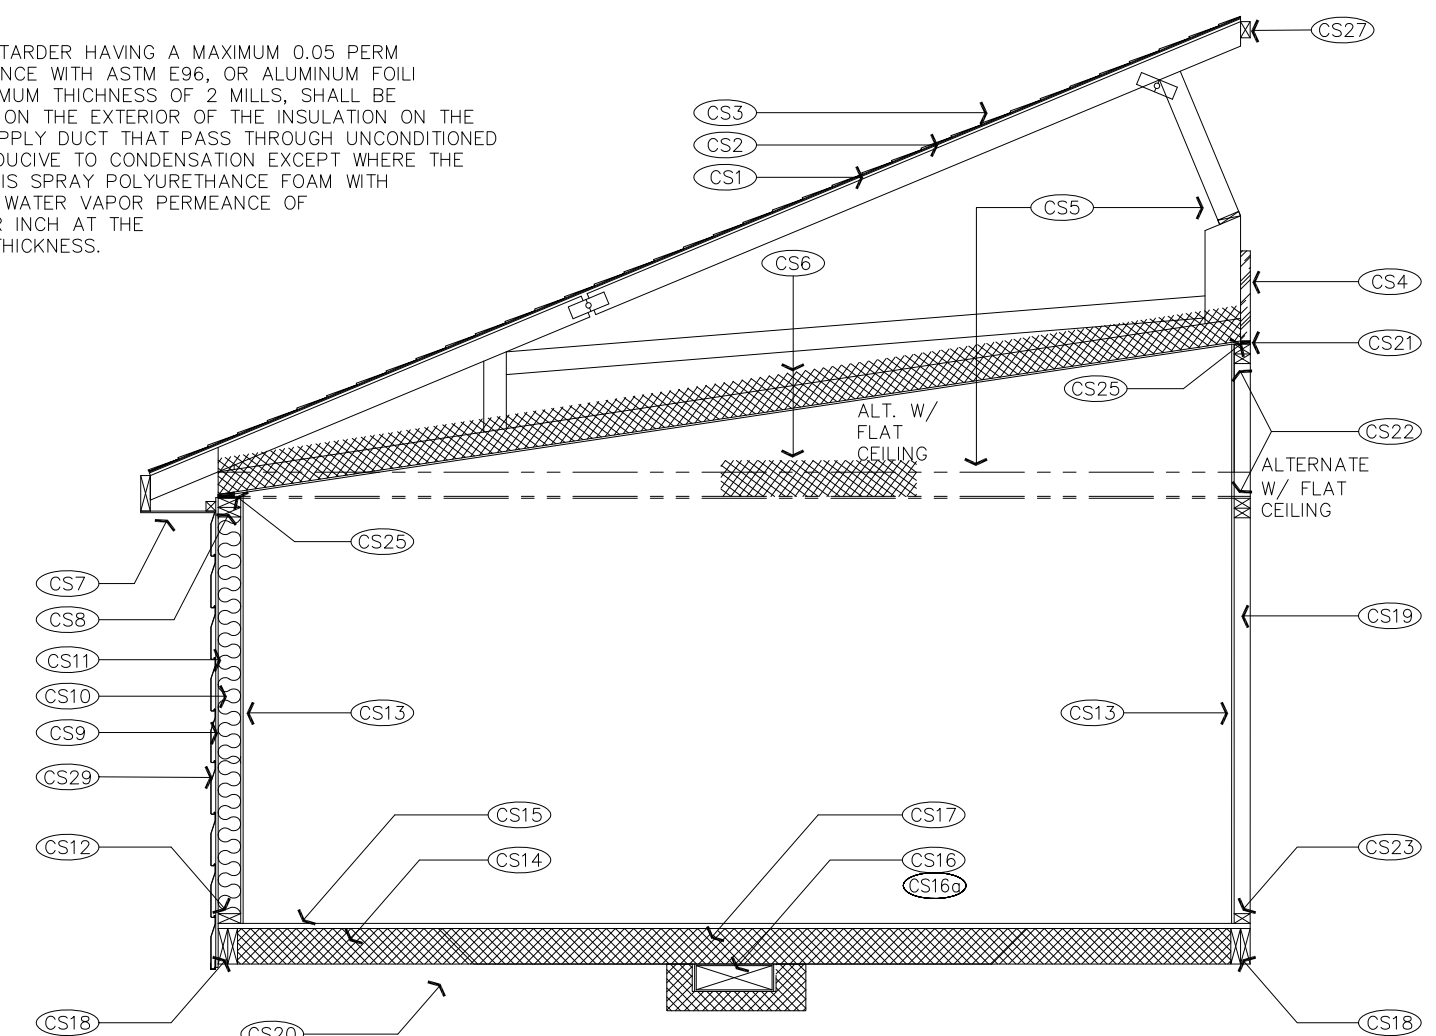 TARDER HAVING A MAXIMUM 0.05 PERM
NCE WITH ASTM E96, OR ALUMINUM FOILI
MUM THICHNESS OF 2 MILLS, SHALL BE
ON THE EXTERIOR OF THE INSULATION ON THE
PPLY DUCT THAT PASS THROUGH UNCONDITIONED
DUCIVE TO CONDENSATION EXCEPT WHERE THE
IS SPRAY POLYURETHANCE FOAM WITH
WATER VAPOR PERMEANCE OF
R INCH AT THE
THICKNESS.
CS27
CS3
CS2
CS1
CS5
CS6
CS4
CS21
CS25
ALT. W/
FLAT
CEILING
CS22
ALTERNATE
W/ FLAT
CEILING
CS25
CS7
CS8
CS19
CS11
CS10
CS13
CS13
CS9
CS29
CS15
CS17
CS12
CS14
CS16
CS23
CS16a
CS18
CS20
CS18